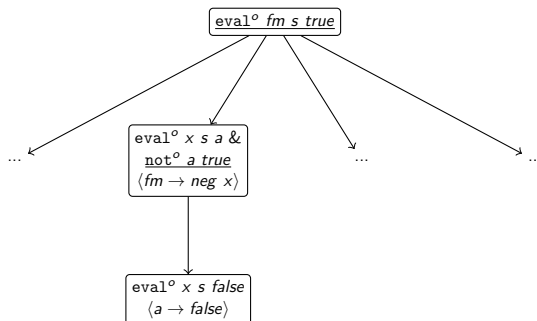 evalᵒ fm s true
evalᵒ x s a &
notᵒ a true
⟨fm → neg x⟩
...
...
...
evalᵒ x s false
⟨a → false⟩